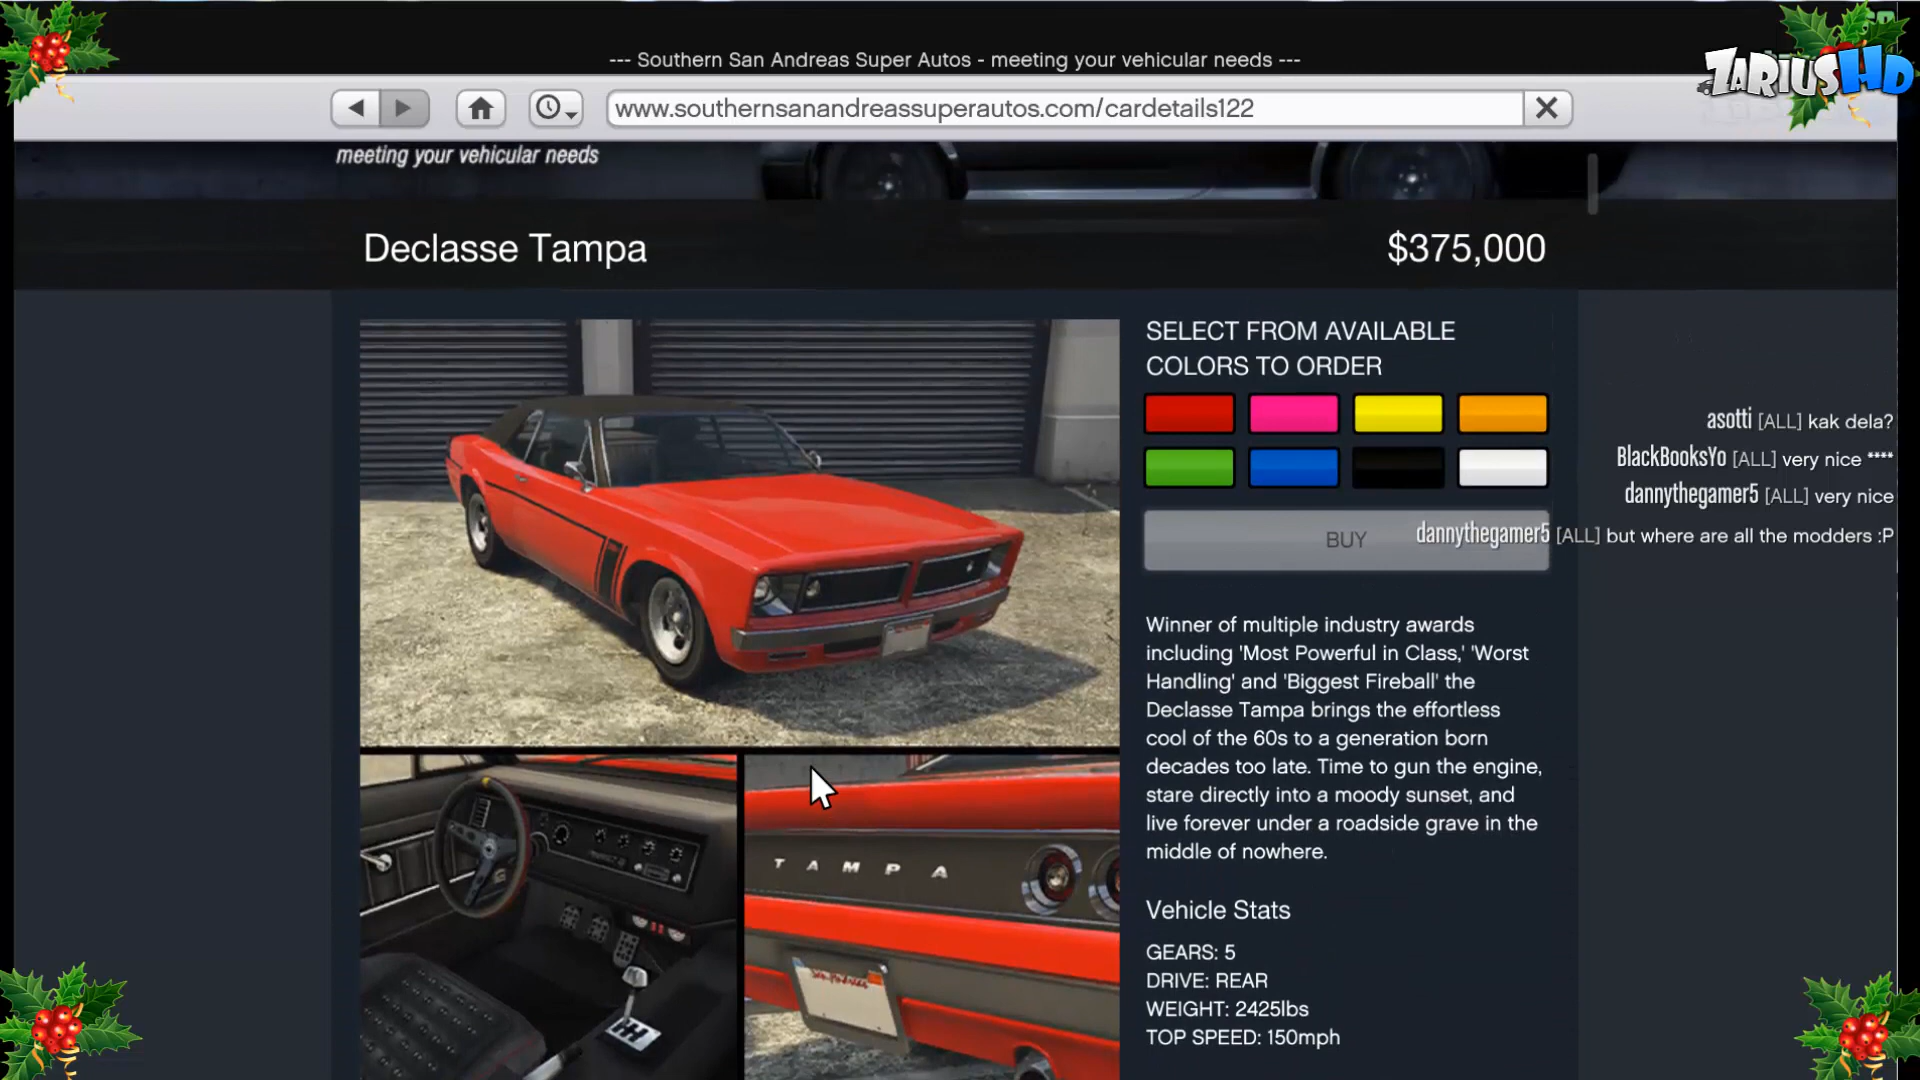 --- Southern San Andreas Super Autos - meeting your vehicular needs ---
ZARIUSHD
www.southernsanandreassuperautos.com/cardetails122
meeting your vehicular needs
Declasse Tampa
$375,000
SELECT FROM AVAILABLE
COLORS TO ORDER
asotti [ALL] kak dela?
BlackBooksYo [ALL] very nice ****
dannythegamer5 [ALL] very nice
BUY
dannythegamer5 [ALL] but where are all the modders :P
Winner of multiple industry awards
including 'Most Powerful in Class,' 'Worst
Handling' and 'Biggest Fireball' the
Declasse Tampa brings the effortless
cool of the 60s to a generation born
decades too late. Time to gun the engine,
stare directly into a moody sunset, and
live forever under a roadside grave in the
middle of nowhere.
TAMPA
San Andreas
Vehicle Stats
GEARS: 5
DRIVE: REAR
WEIGHT: 2425lbs
TOP SPEED: 150mph